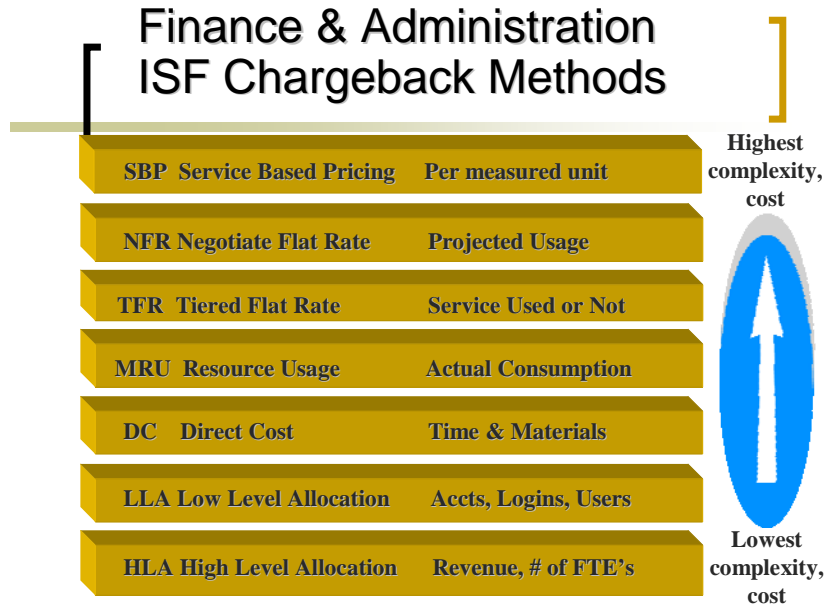 Finance & Administration
ISF Chargeback Methods
Highest
complexity,
cost
SBP Service Based Pricing Per measured unit
NFR Negotiate Flat Rate Projected Usage
TFR Tiered Flat Rate Service Used or Not
MRU Resource Usage Actual Consumption
DC Direct Cost Time & Materials
LLA Low Level Allocation Accts, Logins, Users
HLA High Level Allocation Revenue, # of FTE's
Lowest
complexity,
cost